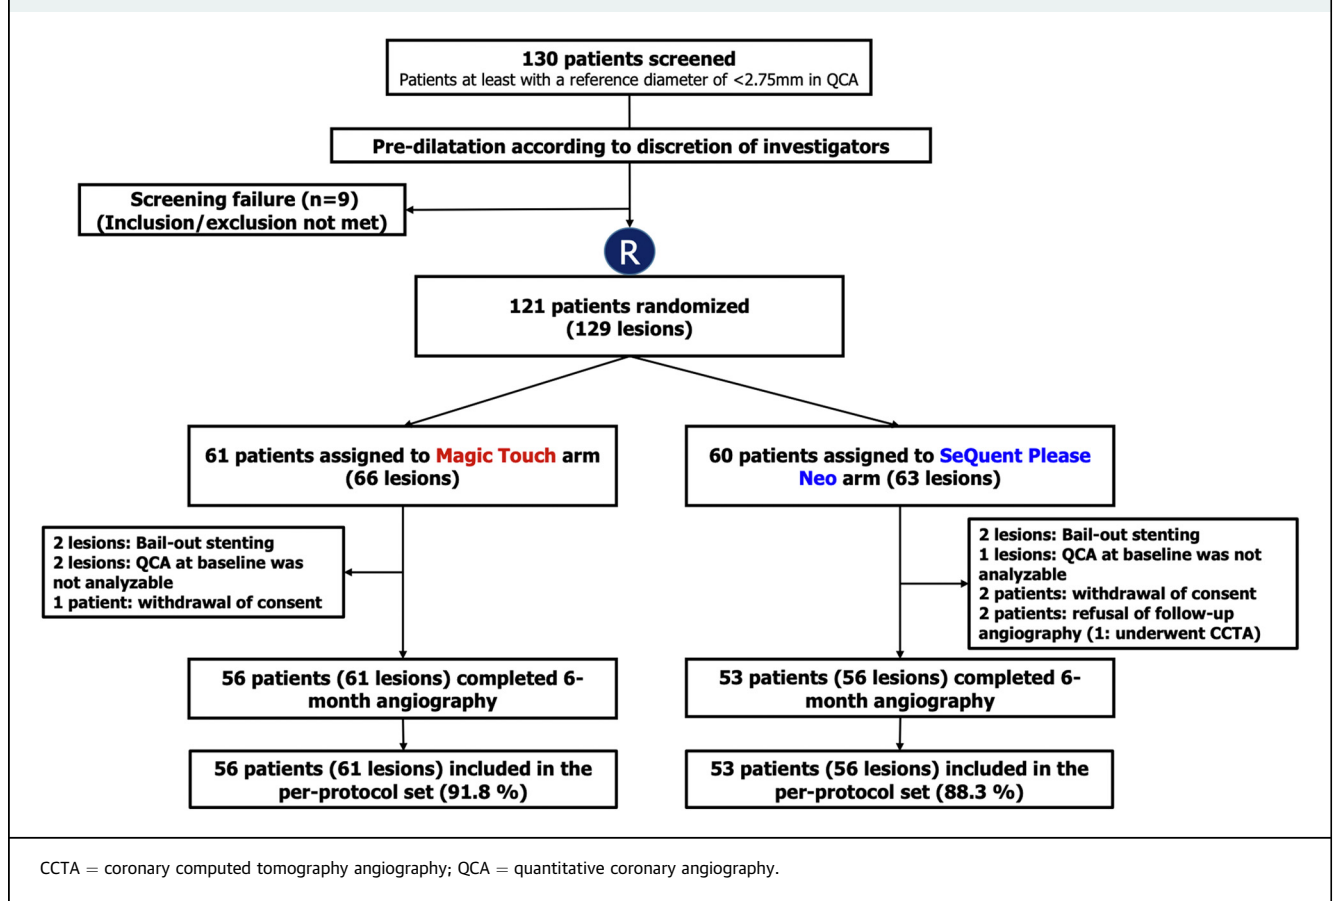 130 patients screened
Patients at least with a reference diameter of <2.75mm in QCA
Pre-dilatation according to discretion of investigators
Screening failure (n=9)
(Inclusion/exclusion not met)
R
121 patients randomized
(129 lesions)
61 patients assigned to Magic Touch arm
(66 lesions)
60 patients assigned to SeQuent Please
Neo arm (63 lesions)
2 lesions: Bail-out stenting
2 lesions: QCA at baseline was
not analyzable
1 patient: withdrawal of consent
2 lesions: Bail-out stenting
1 lesions: QCA at baseline was not
analyzable
2 patients: withdrawal of consent
2 patients: refusal of follow-up
angiography (1: underwent CCTA)
56 patients (61 lesions) completed 6-
month angiography
53 patients (56 lesions) completed 6-
month angiography
56 patients (61 lesions) included in the
per-protocol set (91.8 %)
53 patients (56 lesions) included in the
per-protocol set (88.3 %)
CCTA = coronary computed tomography angiography; QCA = quantitative coronary angiography.